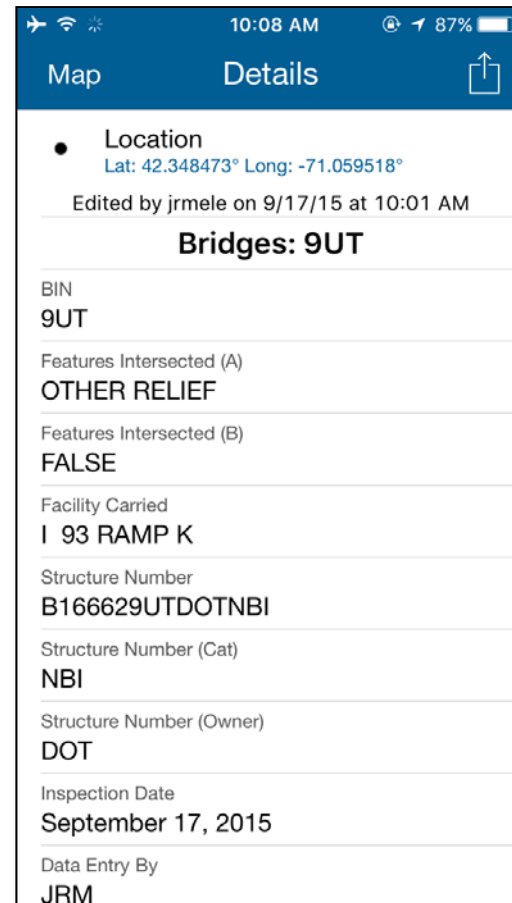 10:08 AM 87%
Map Details
Location
Lat: 42.348473° Long: -71.059518°
Edited by jrmele on 9/17/15 at 10:01 AM
Bridges: 9UT
BIN
9UT
Features Intersected (A)
OTHER RELIEF
Features Intersected (B)
FALSE
Facility Carried
I  93 RAMP K
Structure Number
B166629UTDOTNBI
Structure Number (Cat)
NBI
Structure Number (Owner)
DOT
Inspection Date
September 17, 2015
Data Entry By
JRM